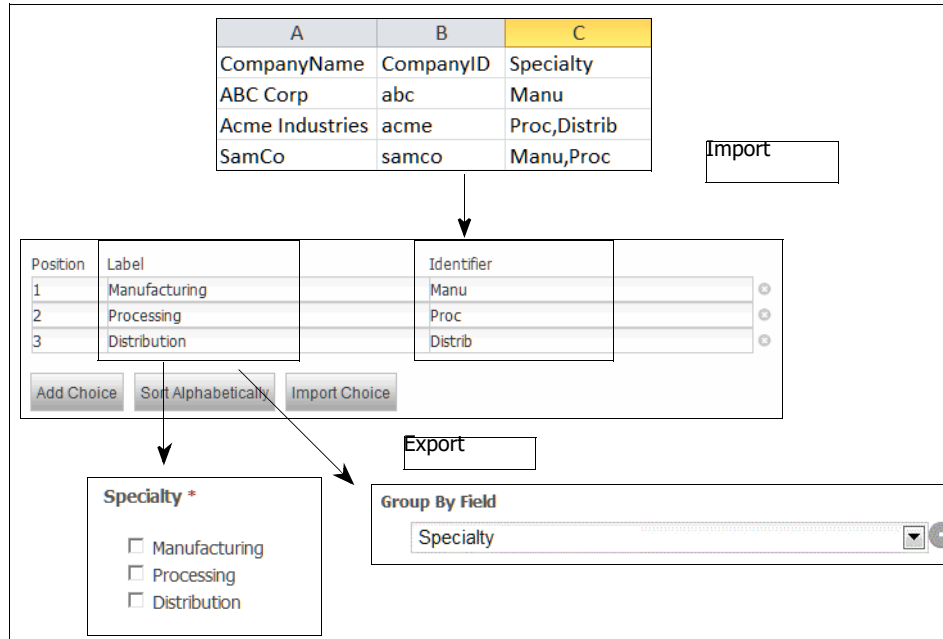 A B C
CompanyName CompanyID Specialty
ABC Corp abc Manu
Acme Industries acme Proc,Distrib
SamCo samco Manu,Proc
Import
Position Label Identifier
1 Manufacturing Manu
2 Processing Proc
3 Distribution Distrib
Add Choice Sort Alphabetically Import Choice
Export
Specialty *
Manufacturing
Processing
Distribution
Group By Field
Specialty